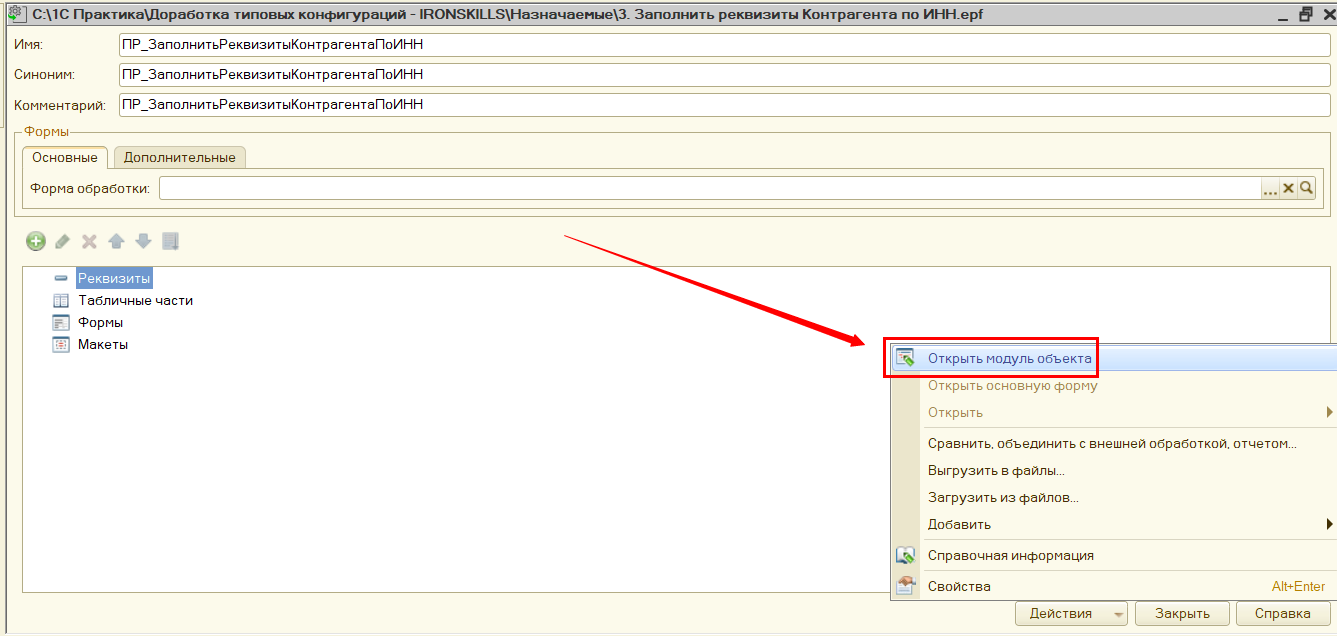 C:\1С Практика\Доработка типовых конфигураций - IRONSKILLS\Назначаемые\3. Заполнить реквизиты Контрагента по ИНН.epf
Имя: ПР_ЗаполнитьРеквизитыКонтрагентаПоИНН
Синоним: ПР_ЗаполнитьРеквизитыКонтрагентаПоИНН
Комментарий: ПР_ЗаполнитьРеквизитыКонтрагентаПоИНН
Формы
Основные Дополнительные
Форма обработки: ...
Реквизиты
Табличные части
Формы
Макеты
Открыть модуль объекта
Открыть основную форму
Открыть
Сравнить, объединить с внешней обработкой, отчетом...
Выгрузить в файлы...
Загрузить из файлов...
Добавить
Справочная информация
Свойства Alt+Enter
Действия Закрыть Справка